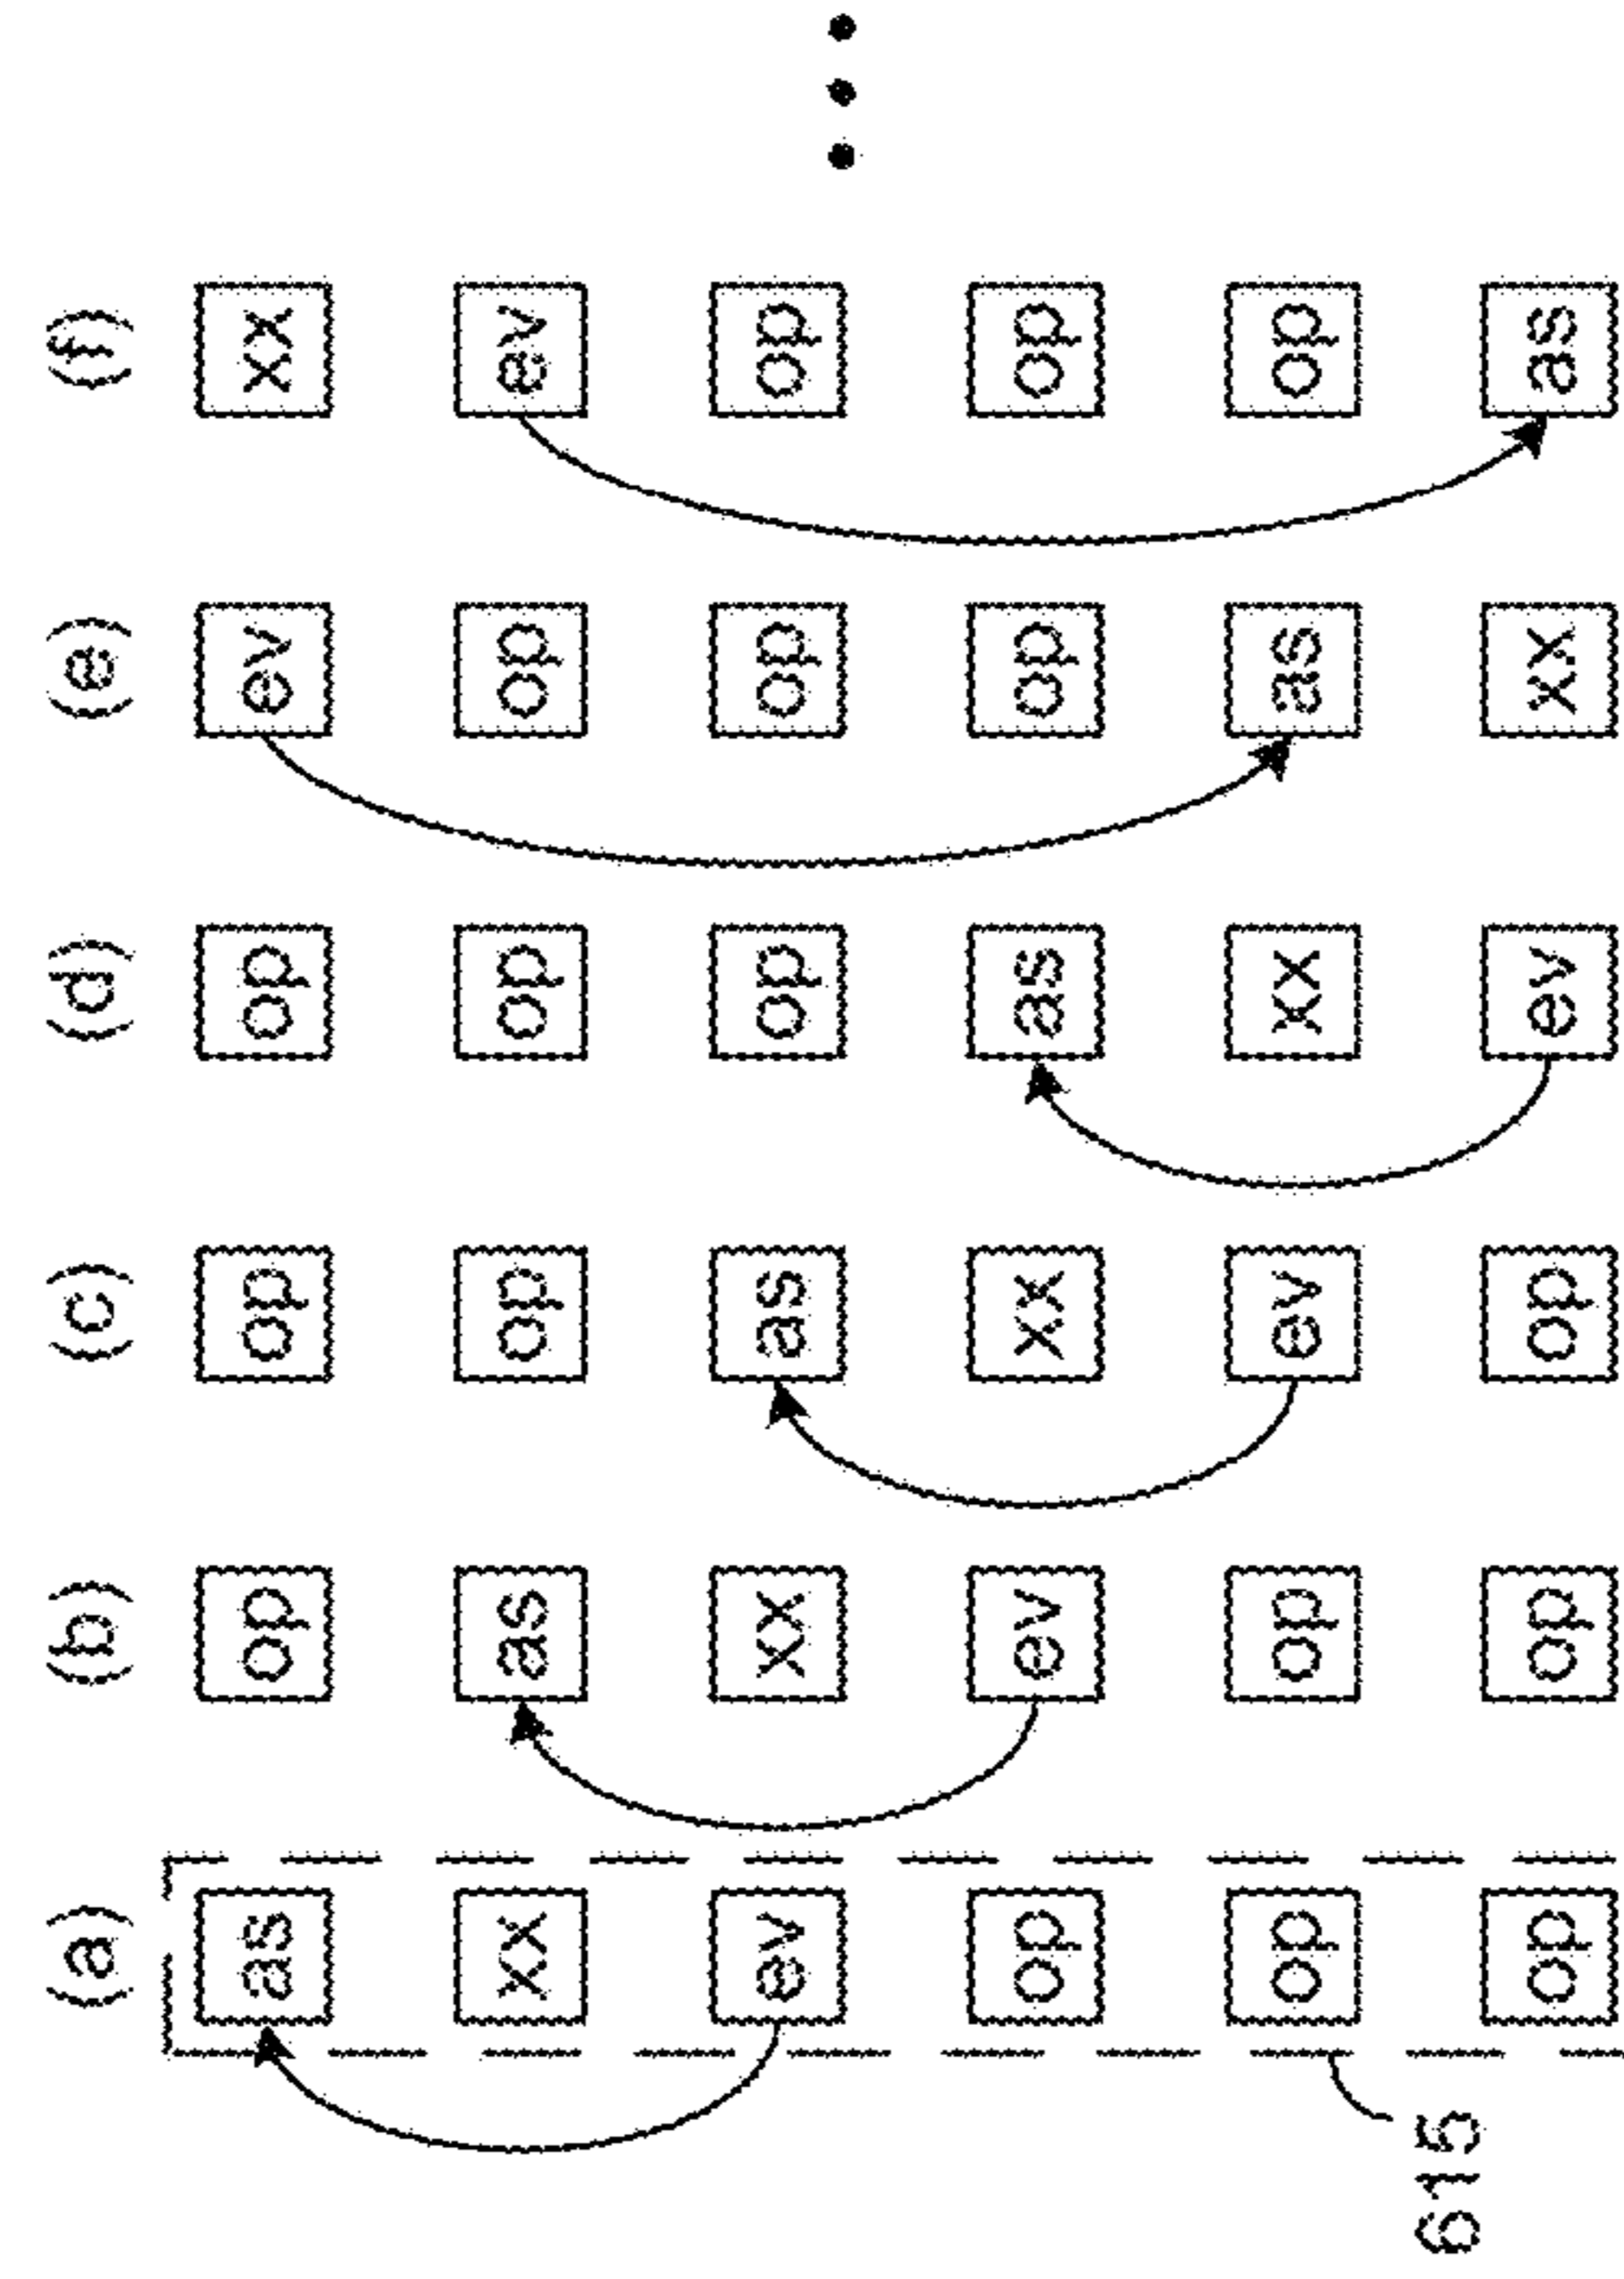 (a) (b) (c) (d) (e) (f)
as op op op ev xx
xx as op op op ev
ev xx as op op op
op ev xx as op op
op op ev xx as op
615
op op op ev xx as